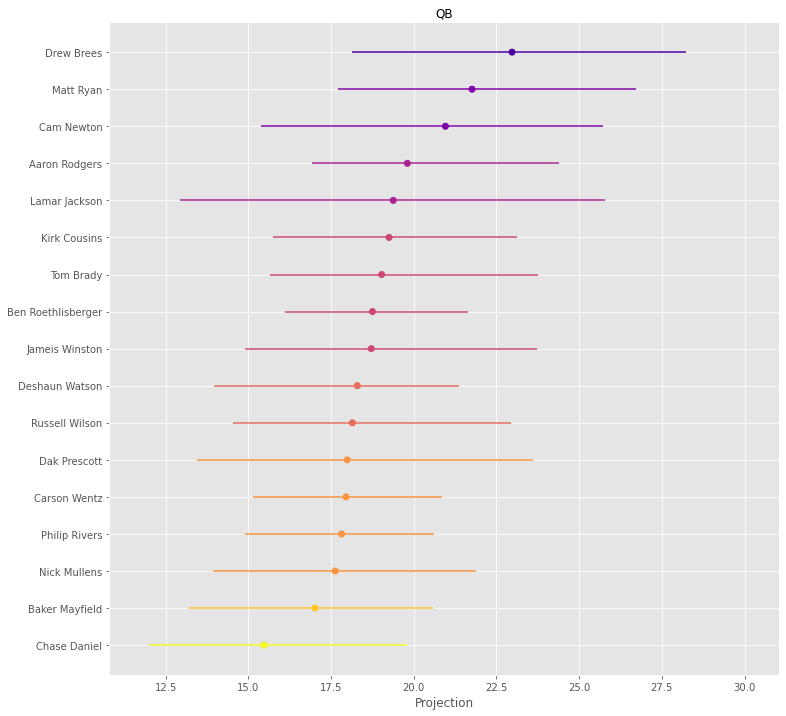 QB
Drew Brees
Matt Ryan
Cam Newton
Aaron Rodgers
Lamar Jackson
Kirk Cousins
Tom Brady
Ben Roethlisberger
Jameis Winston
Deshaun Watson
Russell Wilson
Dak Prescott
Carson Wentz
Philip Rivers
Nick Mullens
Baker Mayfield
Chase Daniel
12.5 15.0 17.5 20.0 22.5 25.0 27.5 30.0
Projection